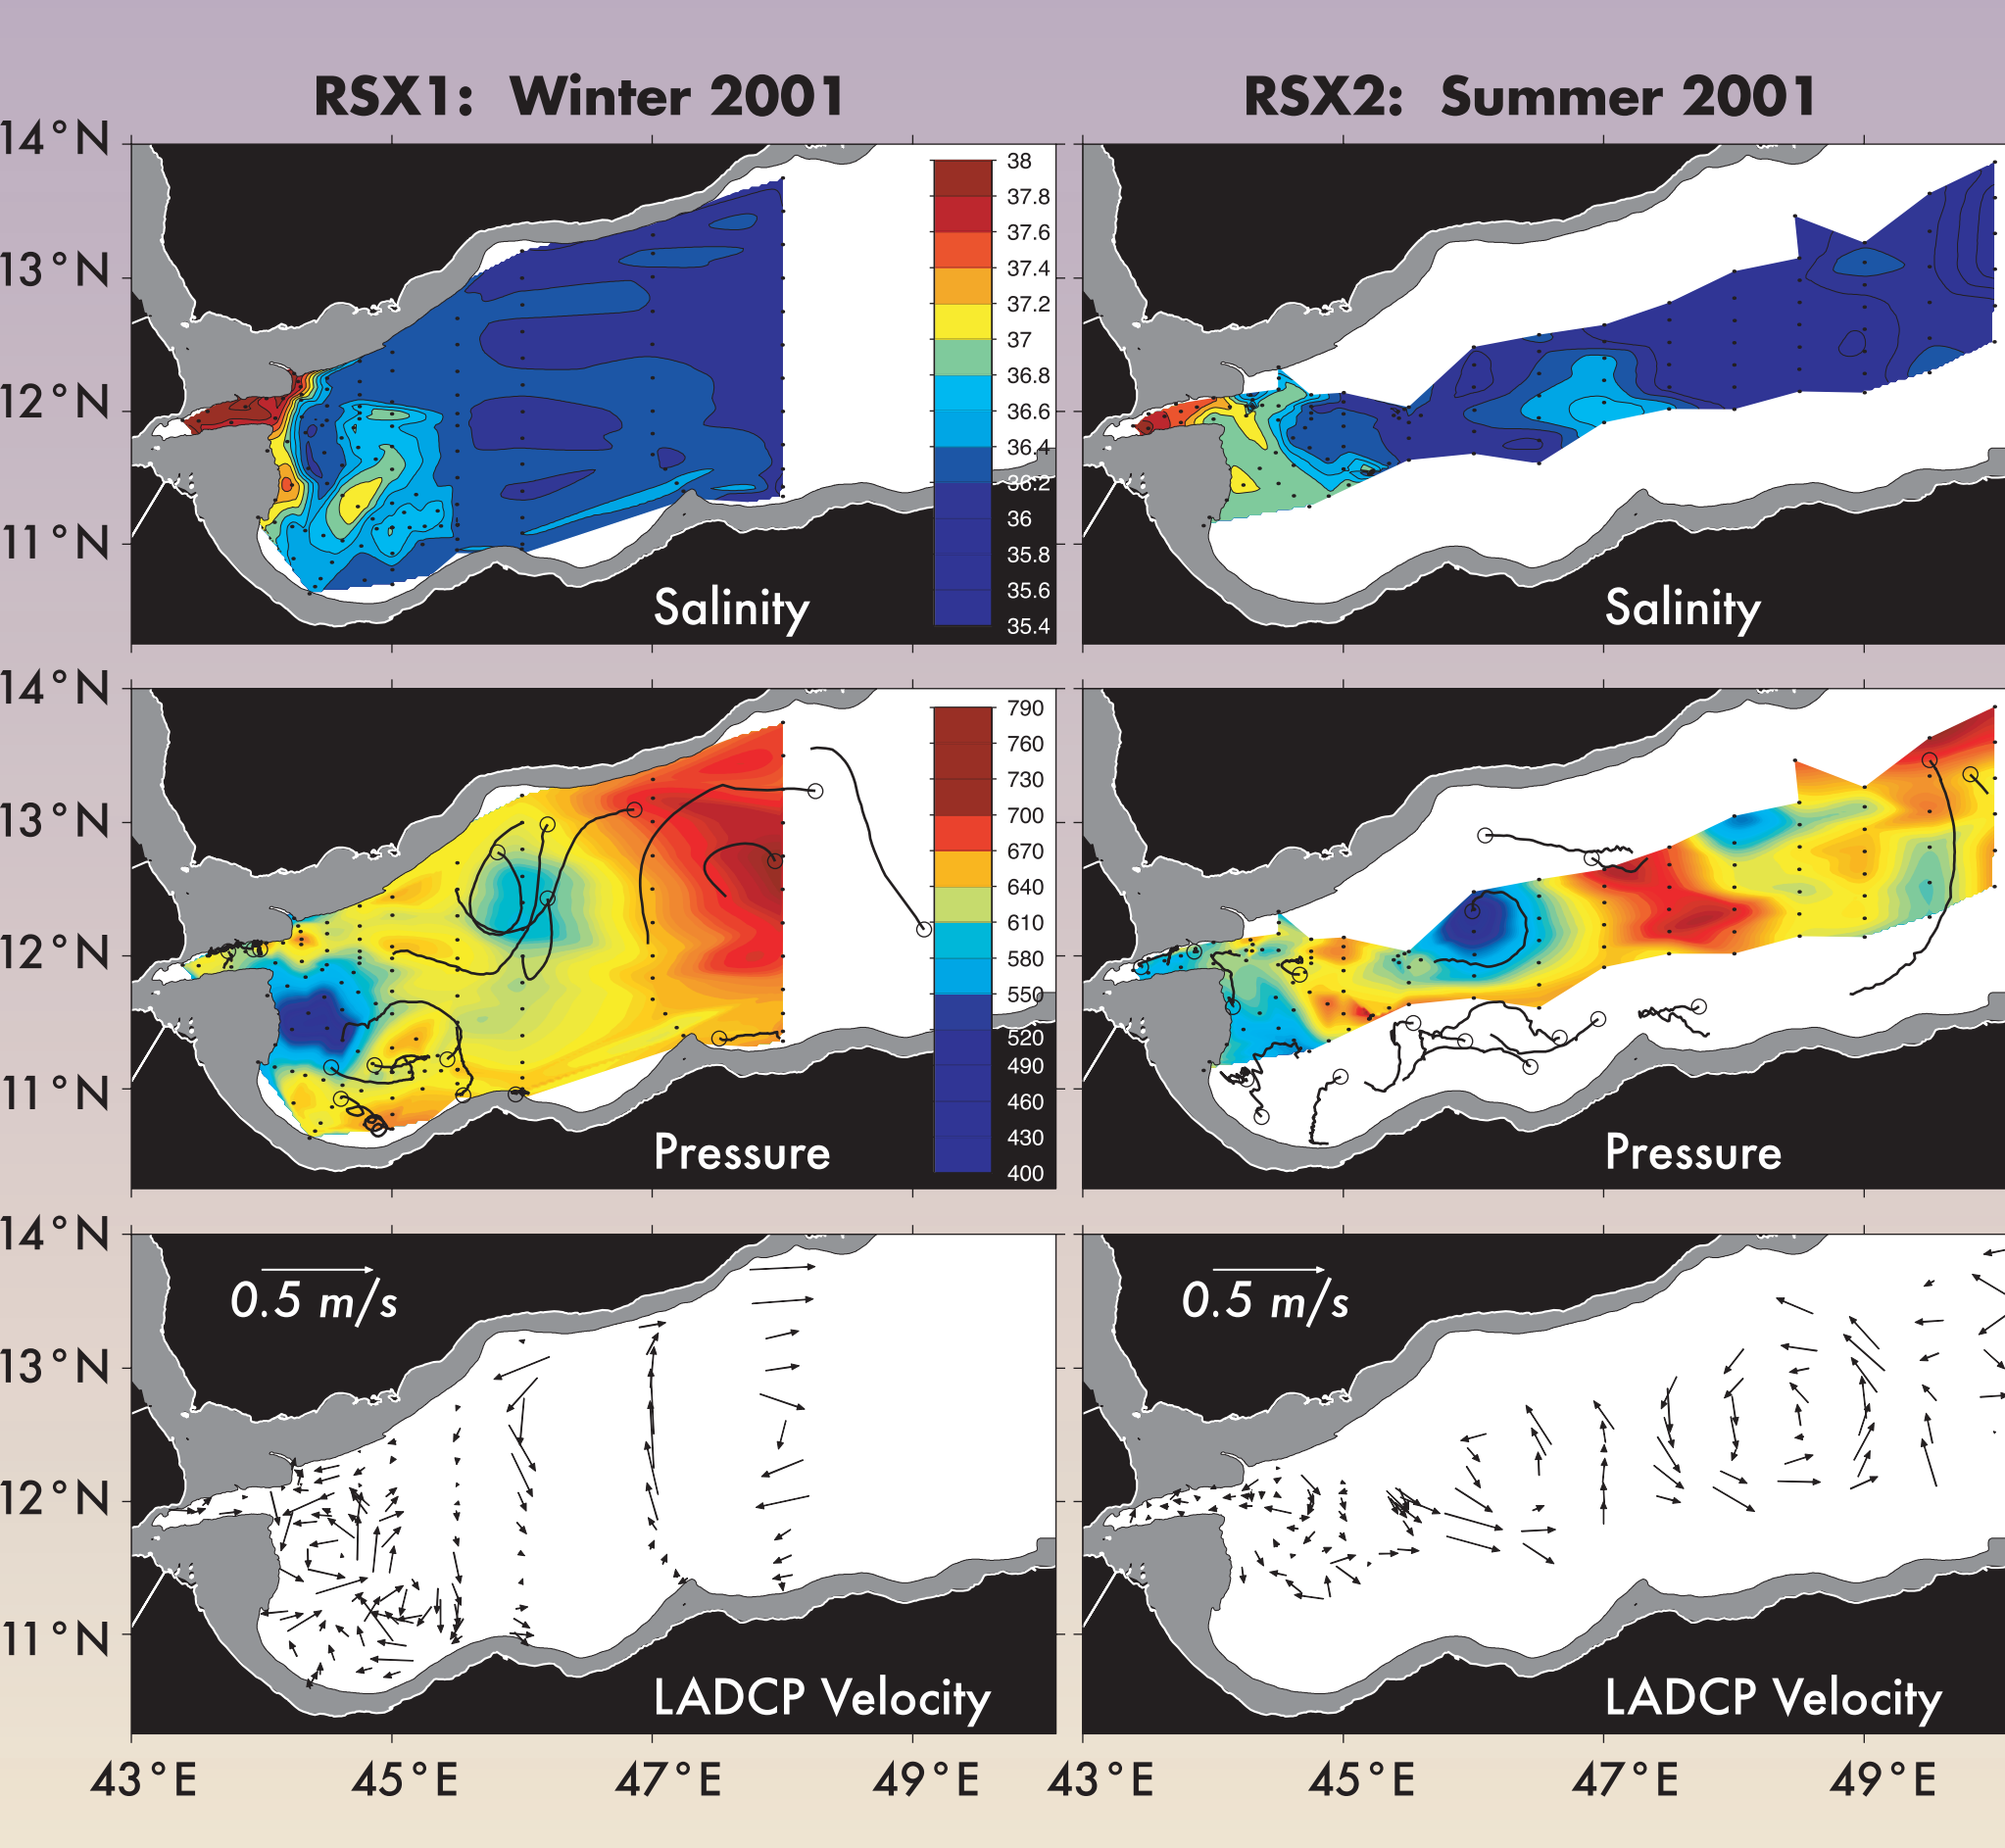 RSX1: Winter 2001
RSX2: Summer 2001
14°N
13°N
12°N
11°N
38
37.8
37.6
37.4
37.2
37
36.8
36.6
36.4
36.2
36
35.8
35.6
35.4
Salinity
Salinity
14°N
13°N
12°N
11°N
790
760
730
700
670
640
610
580
550
520
490
460
430
400
Pressure
Pressure
14°N
13°N
12°N
11°N
0.5 m/s
0.5 m/s
LADCP Velocity
LADCP Velocity
43°E
45°E
47°E
49°E
43°E
45°E
47°E
49°E